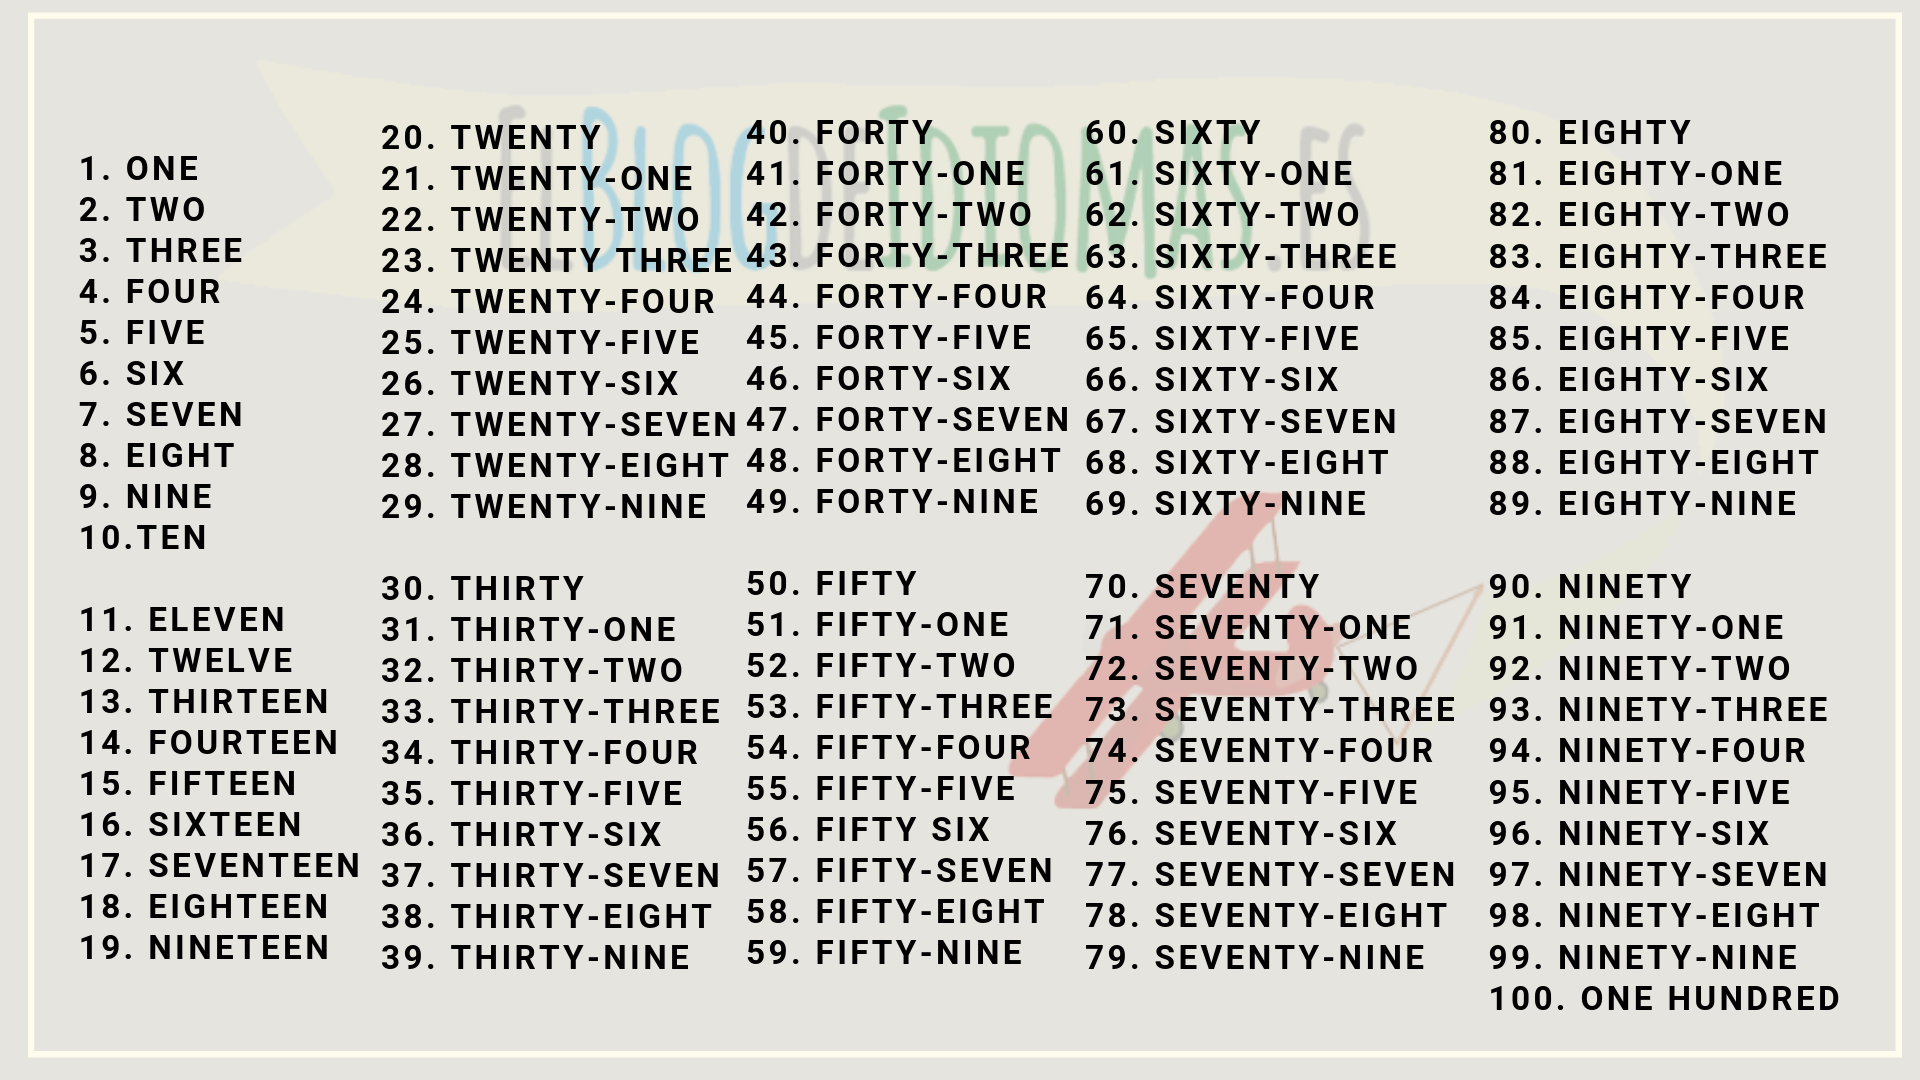 ELBLOGDEIDIOMAS.ES
1. ONE
2. TWO
3. THREE
4. FOUR
5. FIVE
6. SIX
7. SEVEN
8. EIGHT
9. NINE
10.TEN
11. ELEVEN
12. TWELVE
13. THIRTEEN
14. FOURTEEN
15. FIFTEEN
16. SIXTEEN
17. SEVENTEEN
18. EIGHTEEN
19. NINETEEN
20. TWENTY
21. TWENTY-ONE
22. TWENTY-TWO
23. TWENTY THREE
24. TWENTY-FOUR
25. TWENTY-FIVE
26. TWENTY-SIX
27. TWENTY-SEVEN
28. TWENTY-EIGHT
29. TWENTY-NINE
30. THIRTY
31. THIRTY-ONE
32. THIRTY-TWO
33. THIRTY-THREE
34. THIRTY-FOUR
35. THIRTY-FIVE
36. THIRTY-SIX
37. THIRTY-SEVEN
38. THIRTY-EIGHT
39. THIRTY-NINE
40. FORTY
41. FORTY-ONE
42. FORTY-TWO
43. FORTY-THREE
44. FORTY-FOUR
45. FORTY-FIVE
46. FORTY-SIX
47. FORTY-SEVEN
48. FORTY-EIGHT
49. FORTY-NINE
50. FIFTY
51. FIFTY-ONE
52. FIFTY-TWO
53. FIFTY-THREE
54. FIFTY-FOUR
55. FIFTY-FIVE
56. FIFTY SIX
57. FIFTY-SEVEN
58. FIFTY-EIGHT
59. FIFTY-NINE
60. SIXTY
61. SIXTY-ONE
62. SIXTY-TWO
63. SIXTY-THREE
64. SIXTY-FOUR
65. SIXTY-FIVE
66. SIXTY-SIX
67. SIXTY-SEVEN
68. SIXTY-EIGHT
69. SIXTY-NINE
70. SEVENTY
71. SEVENTY-ONE
72. SEVENTY-TWO
73. SEVENTY-THREE
74. SEVENTY-FOUR
75. SEVENTY-FIVE
76. SEVENTY-SIX
77. SEVENTY-SEVEN
78. SEVENTY-EIGHT
79. SEVENTY-NINE
80. EIGHTY
81. EIGHTY-ONE
82. EIGHTY-TWO
83. EIGHTY-THREE
84. EIGHTY-FOUR
85. EIGHTY-FIVE
86. EIGHTY-SIX
87. EIGHTY-SEVEN
88. EIGHTY-EIGHT
89. EIGHTY-NINE
90. NINETY
91. NINETY-ONE
92. NINETY-TWO
93. NINETY-THREE
94. NINETY-FOUR
95. NINETY-FIVE
96. NINETY-SIX
97. NINETY-SEVEN
98. NINETY-EIGHT
99. NINETY-NINE
100. ONE HUNDRED